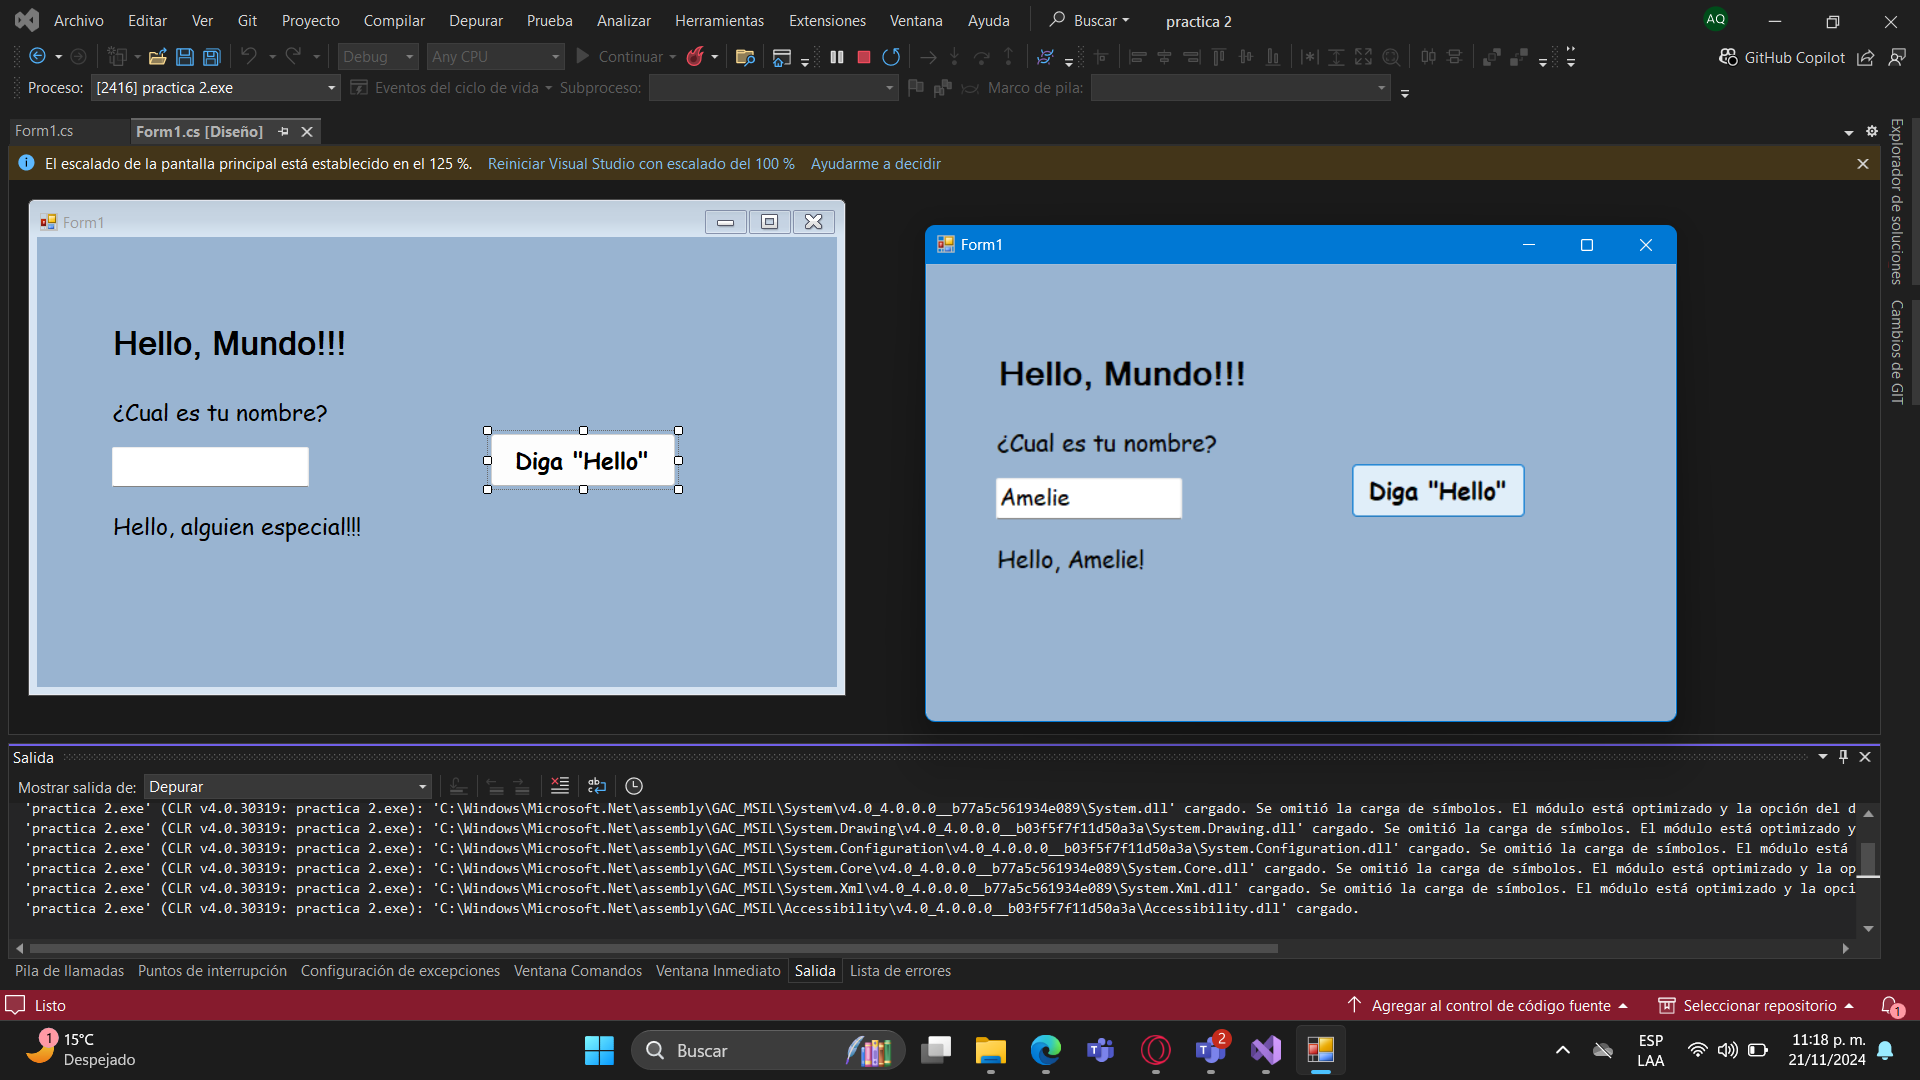 Archivo Editar Ver Git Proyecto Compilar Depurar Prueba Analizar Herramientas Extensiones Ventana Ayuda Buscar practica 2 AQ
Debug Any CPU Continuar GitHub Copilot
Proceso: [2416] practica 2.exe Eventos del ciclo de vida Subproceso: Marco de pila:
Form1.cs Form1.cs [Diseño]
El escalado de la pantalla principal está establecido en el 125 %. Reiniciar Visual Studio con escalado del 100 % Ayudarme a decidir
Explorador de soluciones
Cambios de GIT
Form1
Hello, Mundo!!!
¿Cual es tu nombre?
Diga "Hello"
Hello, alguien especial!!!
Form1
Hello, Mundo!!!
¿Cual es tu nombre?
Amelie
Diga "Hello"
Hello, Amelie!
Salida
Mostrar salida de: Depurar
'practica 2.exe' (CLR v4.0.30319: practica 2.exe): 'C:\Windows\Microsoft.Net\assembly\GAC_MSIL\System\v4.0_4.0.0.0__b77a5c561934e089\System.dll' cargado. Se omitió la carga de símbolos. El módulo está optimizado y la opción del d
'practica 2.exe' (CLR v4.0.30319: practica 2.exe): 'C:\Windows\Microsoft.Net\assembly\GAC_MSIL\System.Drawing\v4.0_4.0.0.0__b03f5f7f11d50a3a\System.Drawing.dll' cargado. Se omitió la carga de símbolos. El módulo está optimizado y
'practica 2.exe' (CLR v4.0.30319: practica 2.exe): 'C:\Windows\Microsoft.Net\assembly\GAC_MSIL\System.Configuration\v4.0_4.0.0.0__b03f5f7f11d50a3a\System.Configuration.dll' cargado. Se omitió la carga de símbolos. El módulo está
'practica 2.exe' (CLR v4.0.30319: practica 2.exe): 'C:\Windows\Microsoft.Net\assembly\GAC_MSIL\System.Core\v4.0_4.0.0.0__b77a5c561934e089\System.Core.dll' cargado. Se omitió la carga de símbolos. El módulo está optimizado y la op
'practica 2.exe' (CLR v4.0.30319: practica 2.exe): 'C:\Windows\Microsoft.Net\assembly\GAC_MSIL\System.Xml\v4.0_4.0.0.0__b77a5c561934e089\System.Xml.dll' cargado. Se omitió la carga de símbolos. El módulo está optimizado y la opci
'practica 2.exe' (CLR v4.0.30319: practica 2.exe): 'C:\Windows\Microsoft.Net\assembly\GAC_MSIL\Accessibility\v4.0_4.0.0.0__b03f5f7f11d50a3a\Accessibility.dll' cargado.
Pila de llamadas Puntos de interrupción Configuración de excepciones Ventana Comandos Ventana Inmediato Salida Lista de errores
Listo Agregar al control de código fuente Seleccionar repositorio 1
1 15°C
Despejado
Buscar
2
ESP
LAA
11:18 p. m.
21/11/2024